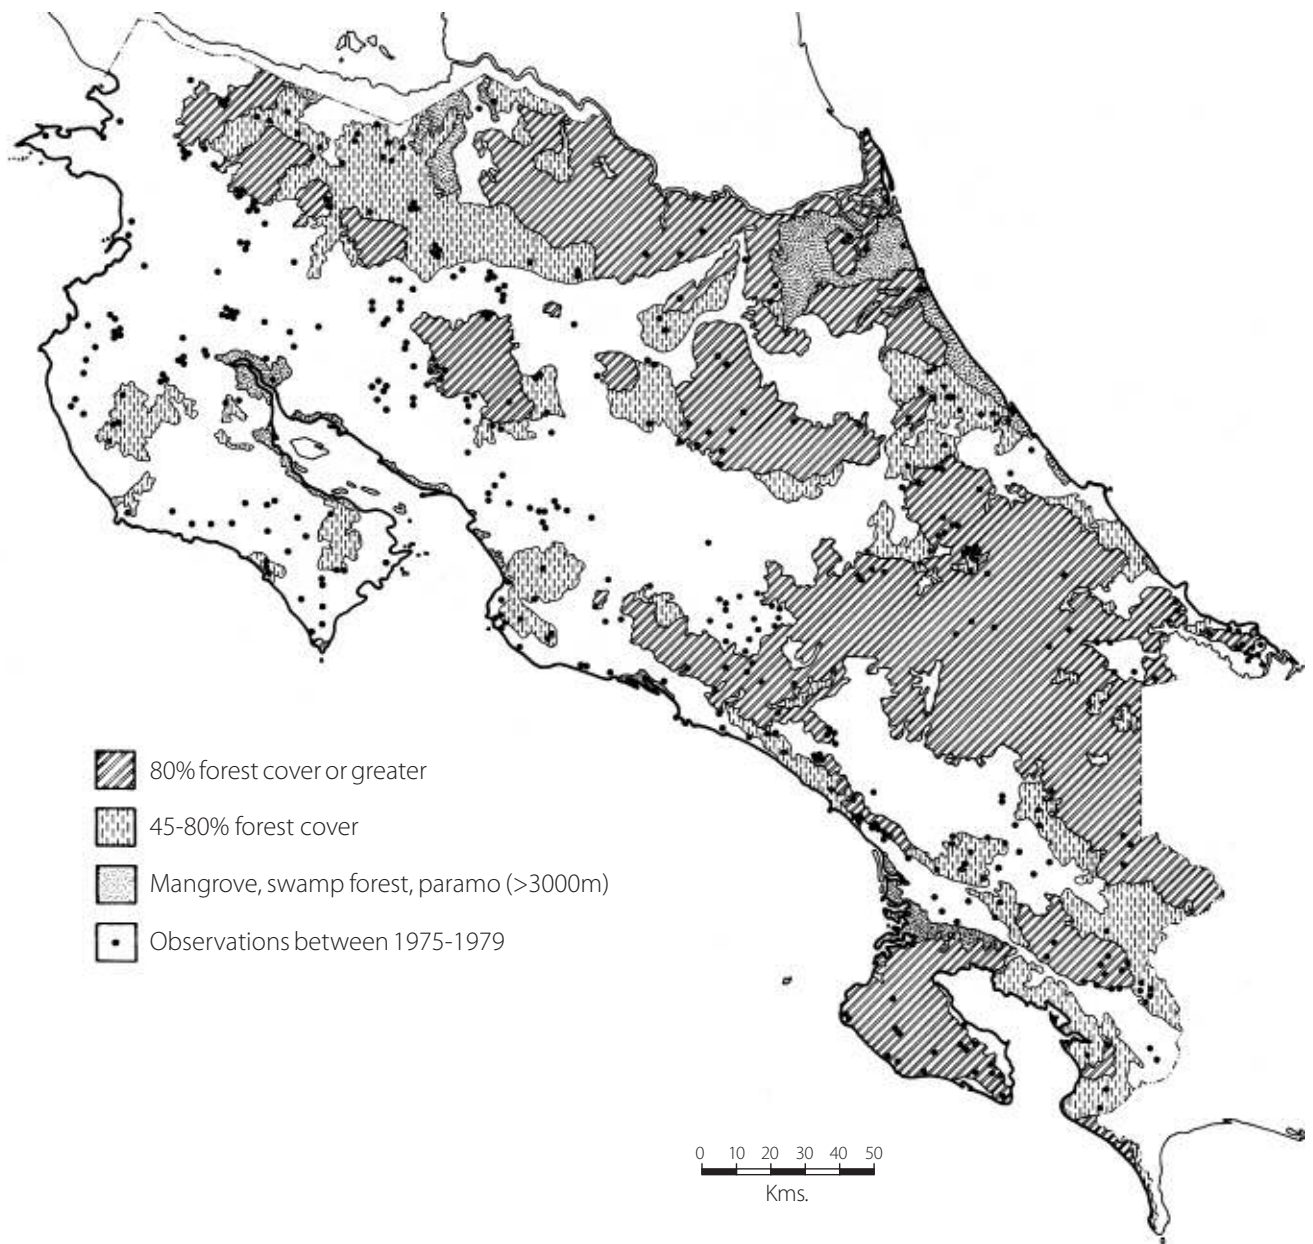 80% forest cover or greater
45-80% forest cover
Mangrove, swamp forest, paramo (>3000m)
Observations between 1975-1979
0 10 20 30 40 50
Kms.